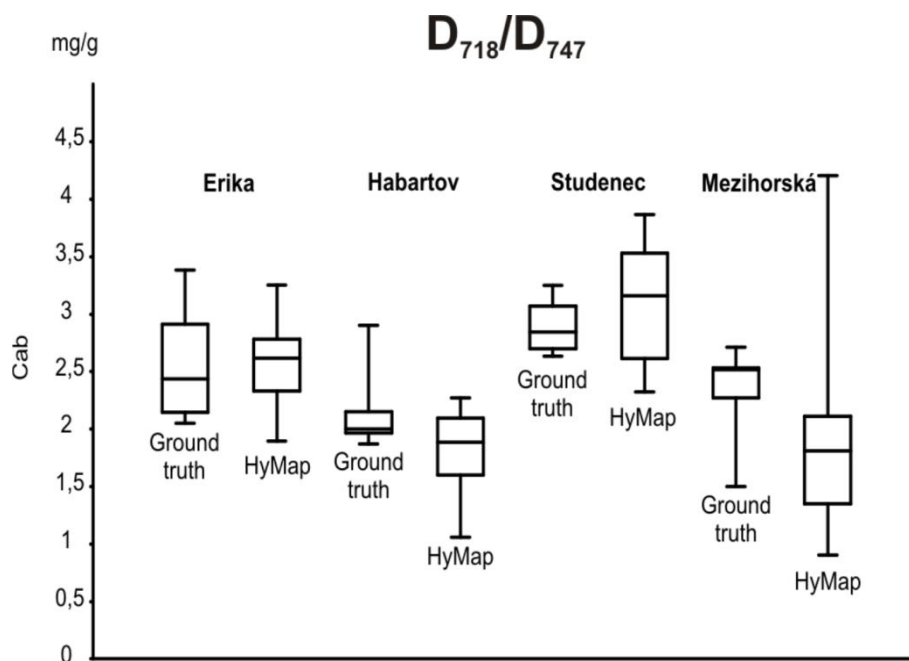 mg/g
D718/D747
Cab
4,5
4
3,5
3
2,5
2
1,5
1
0,5
0
Erika
Habartov
Studenec
Mezihorská
Ground
truth
HyMap
Ground
truth
HyMap
Ground
truth
HyMap
Ground
truth
HyMap